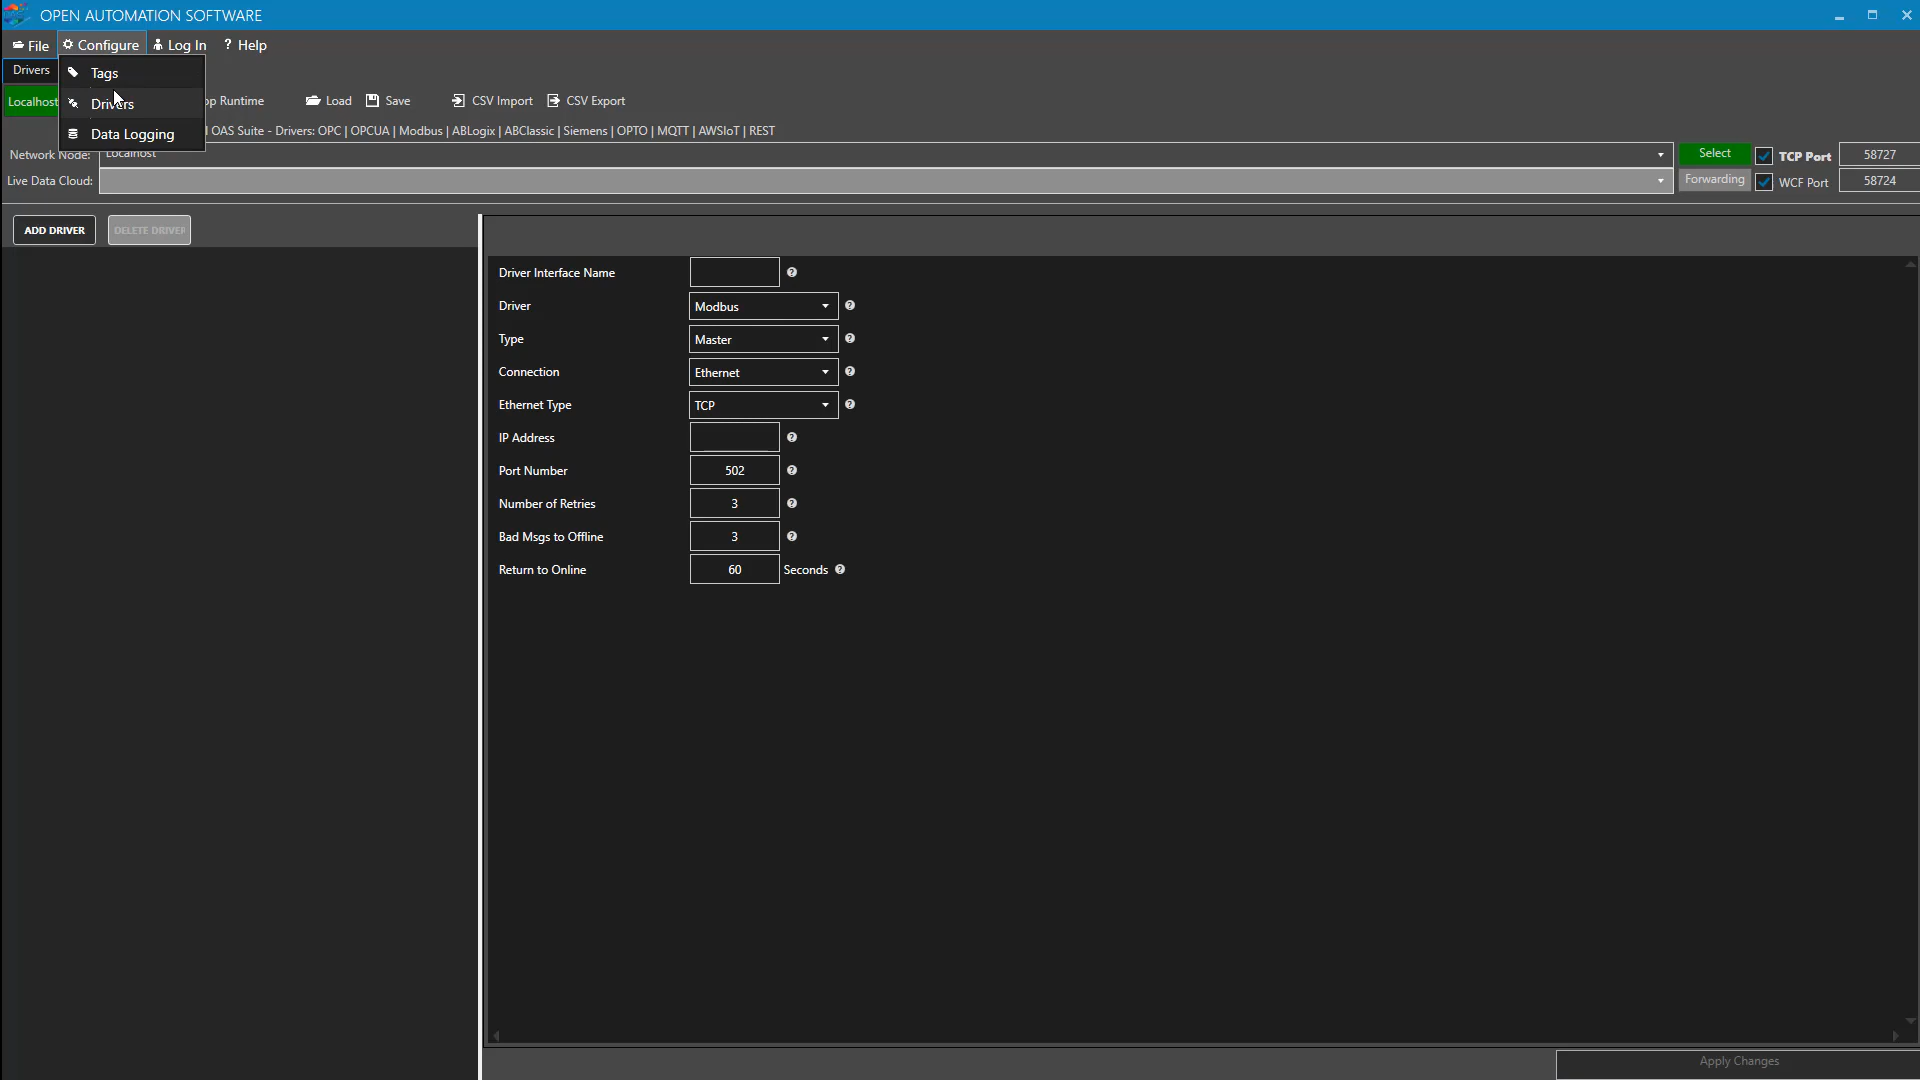 OPEN AUTOMATION SOFTWARE
File Configure Log In ? Help
Drivers
Tags
Localhost
Drivers
op Runtime Load Save CSV Import CSV Export
Data Logging
OAS Suite - Drivers: OPC | OPCUA | Modbus | ABLogix | ABClassic | Siemens | OPTO | MQTT | AWSIoT | REST
Network Node: Localhost Select TCP Port 58727
Live Data Cloud: Forwarding WCF Port 58724
ADD DRIVER DELETE DRIVER
Driver Interface Name
Driver Modbus
Type Master
Connection Ethernet
Ethernet Type TCP
IP Address
Port Number 502
Number of Retries 3
Bad Msgs to Offline 3
Return to Online 60 Seconds
Apply Changes